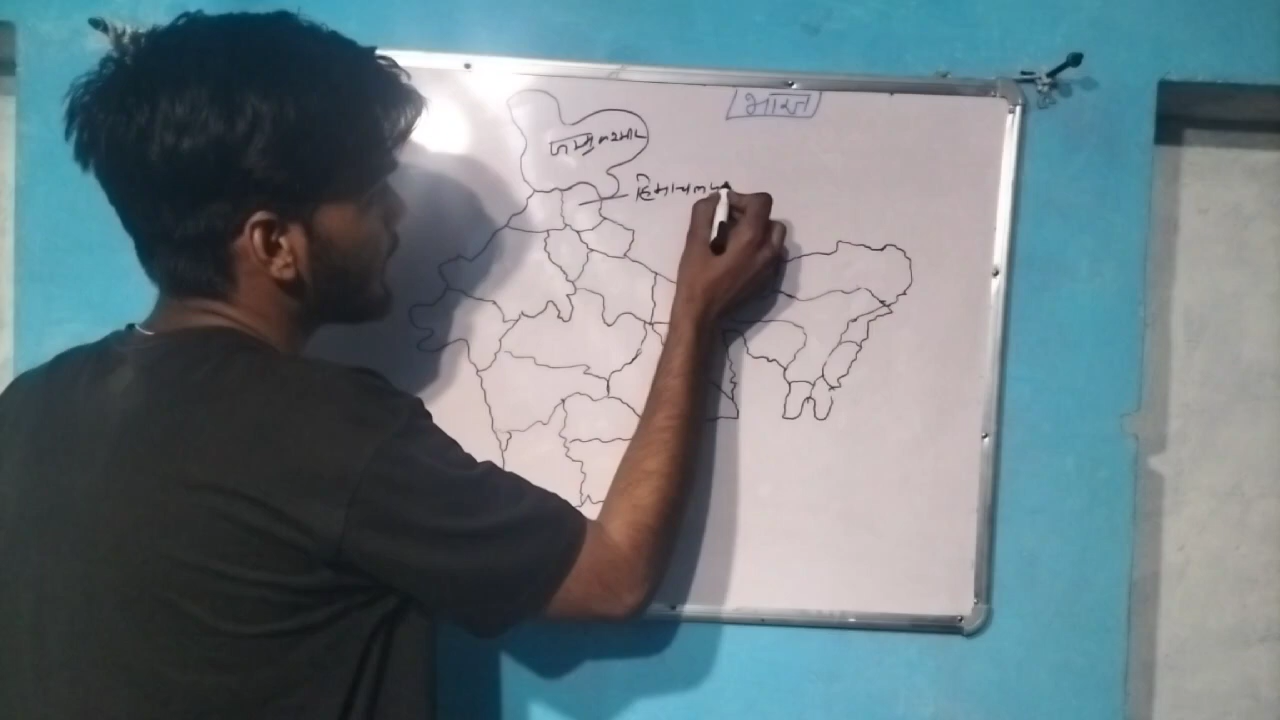 भारत
जम्मु कश्मीर
हिमाचल प